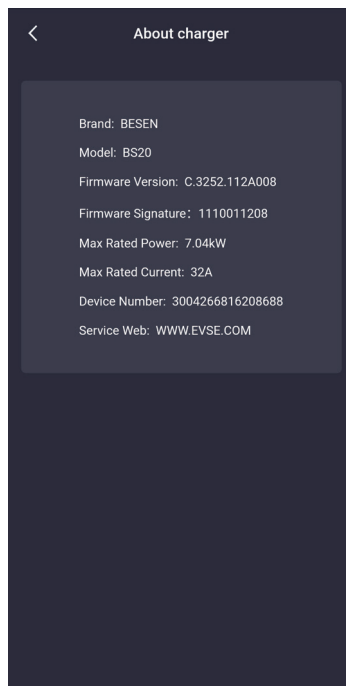 About charger
Brand: BESEN
Model: BS20
Firmware Version: C.3252.112A008
Firmware Signature: 1110011208
Max Rated Power: 7.04kW
Max Rated Current: 32A
Device Number: 3004266816208688
Service Web: WWW.EVSE.COM